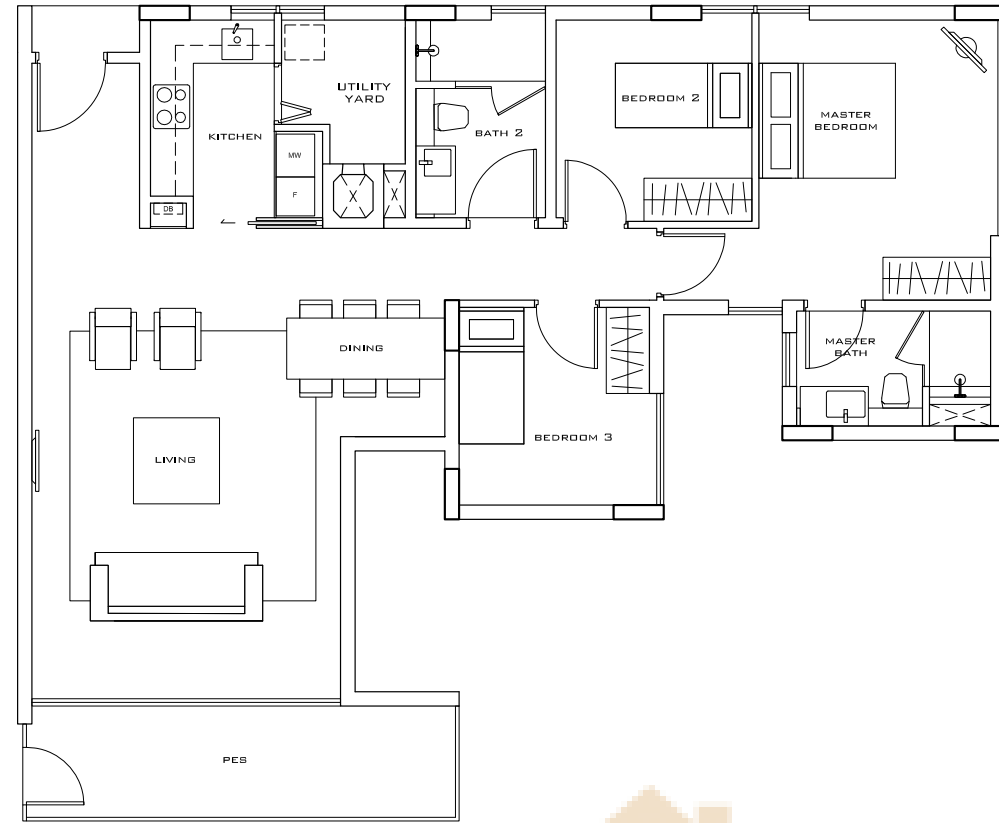 UTILITY
YARD
KITCHEN
MW
F
DB
BATH 2
BEDROOM 2
MASTER
BEDROOM
DINING
MASTER
BATH
LIVING
BEDROOM 3
PES